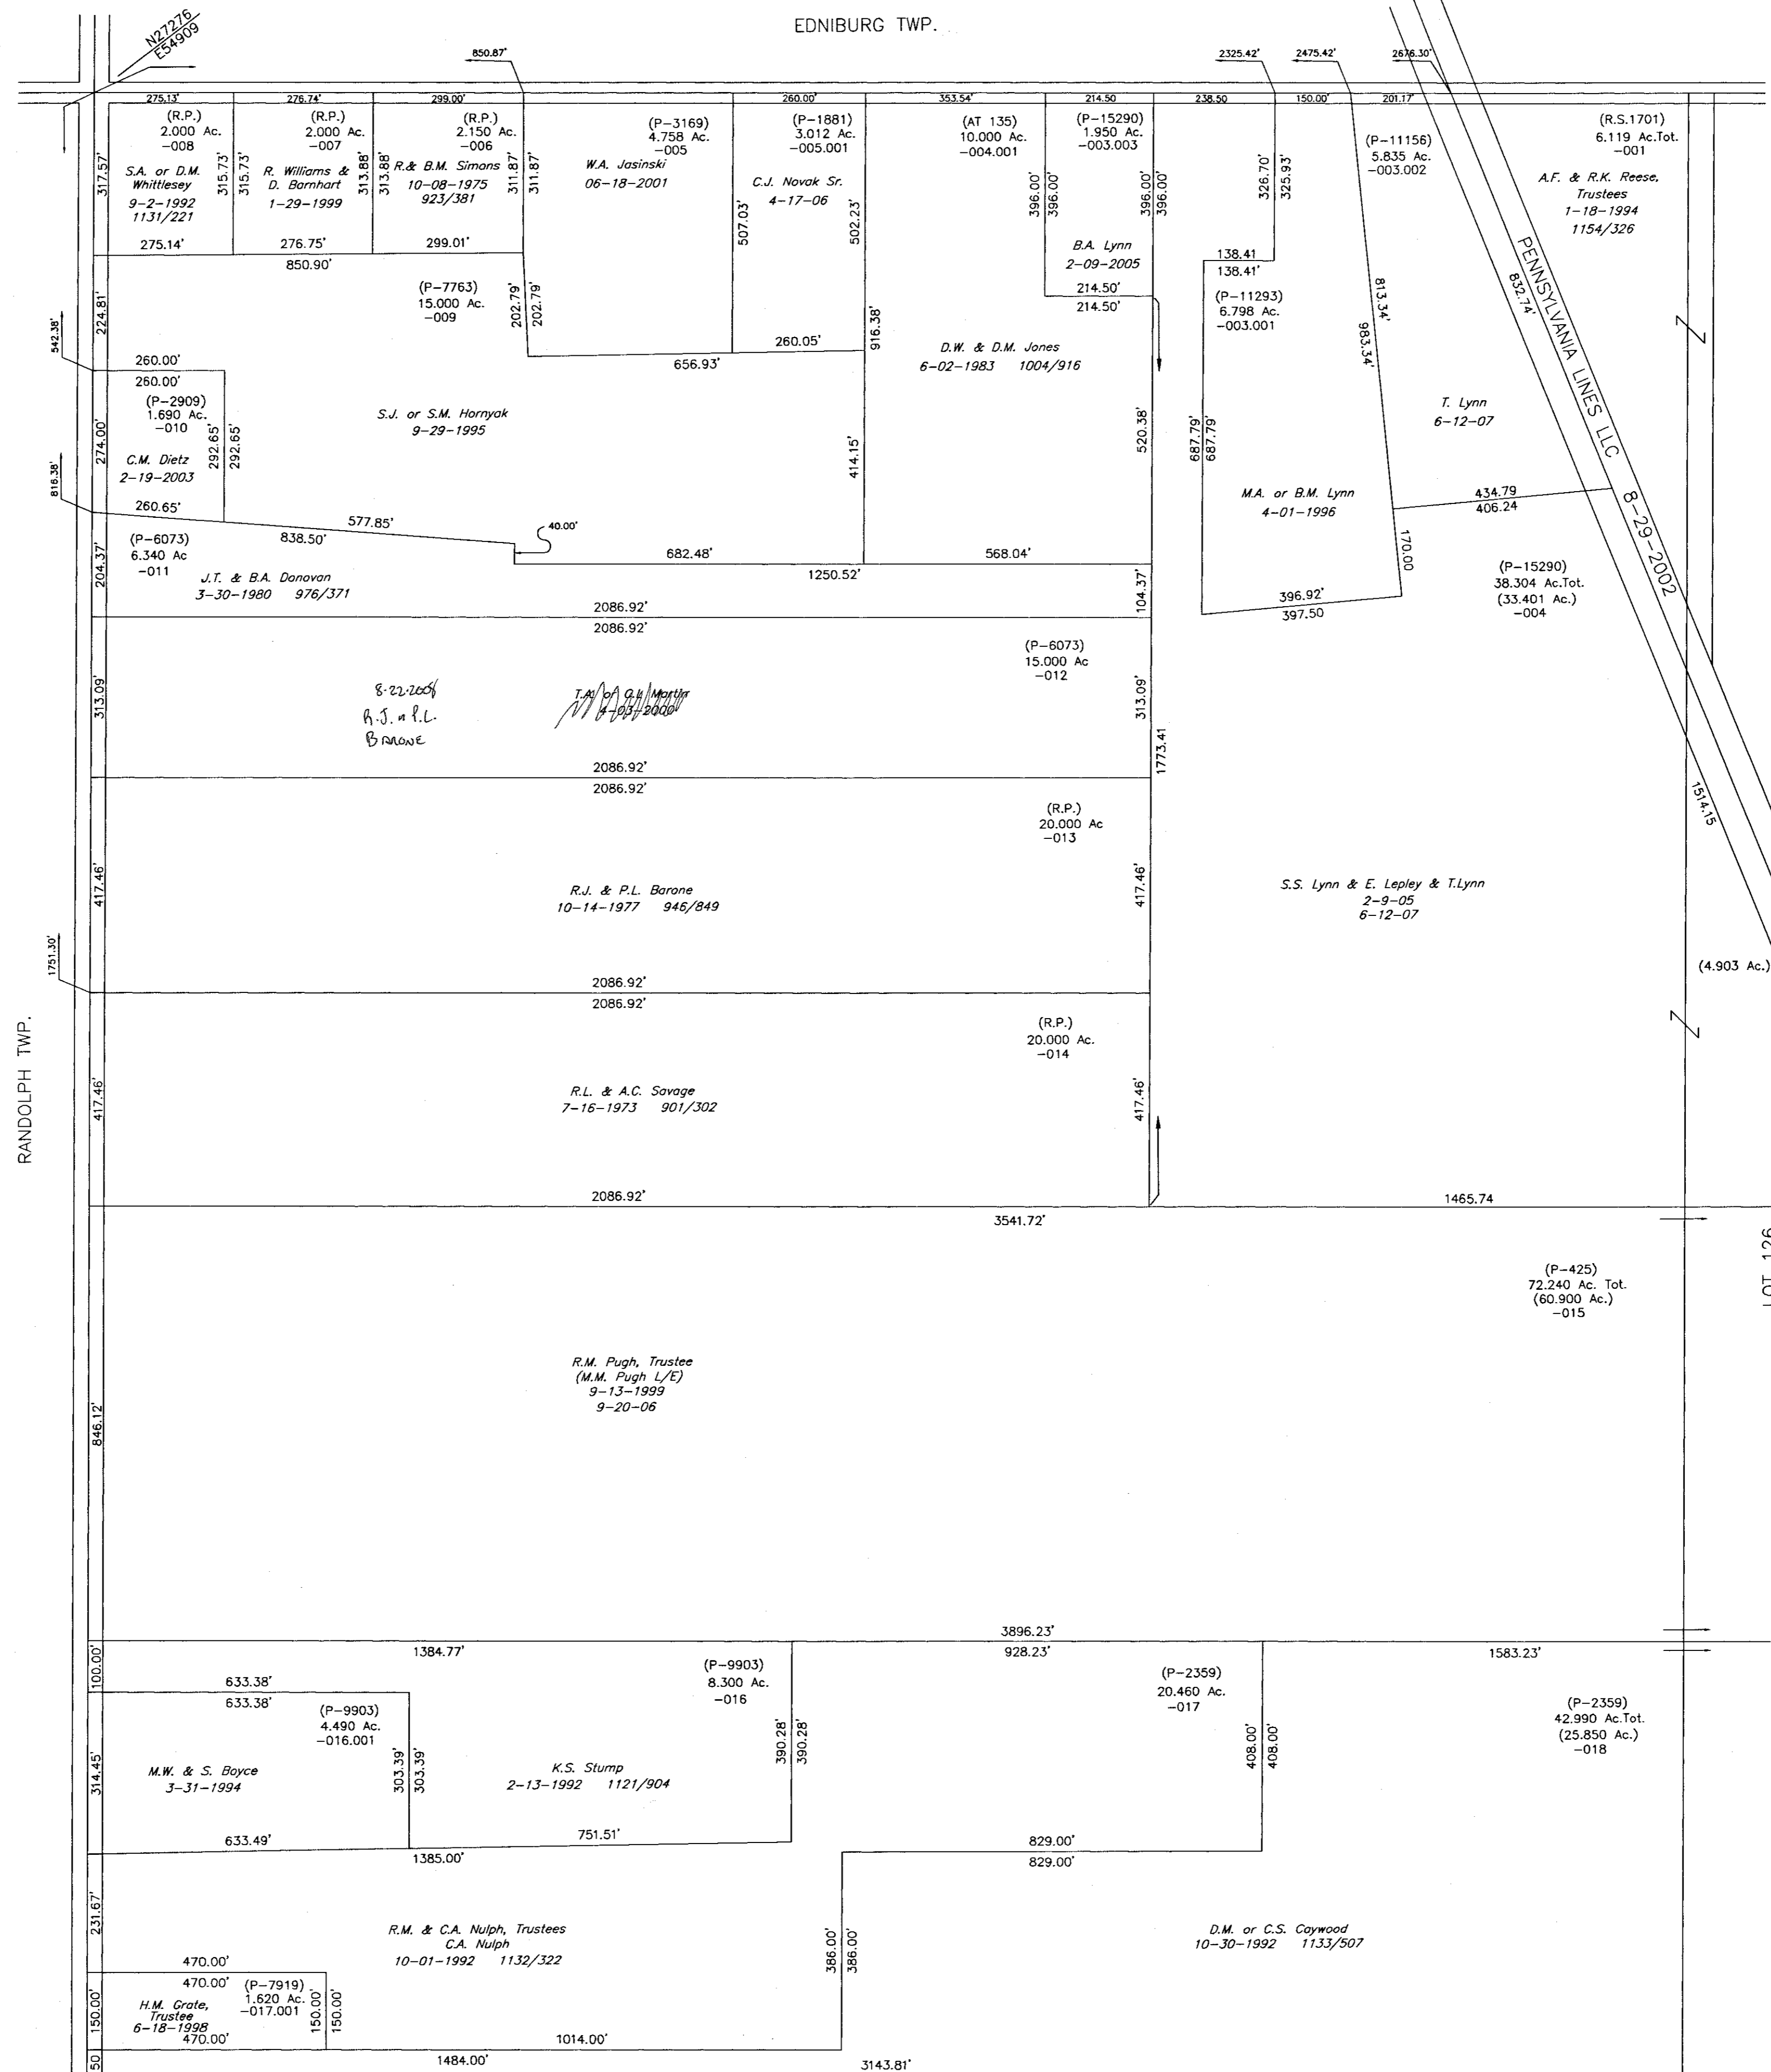 EDNIBURG TWP.
N27276
E54909
850.87'
2325.42'
2475.42'
2676.30'
275.13'
276.74'
299.00'
260.00'
353.54'
214.50
238.50
150.00'
201.17'
(R.P.)
2.000 Ac.
-008
S.A. or D.M.
Whittlesey
9-2-1992
1131/221
317.57'
315.73'
315.73'
275.14'
(R.P.)
2.000 Ac.
-007
R. Williams &
D. Barnhart
1-29-1999
313.88'
313.88'
276.75'
(R.P.)
2.150 Ac.
-006
R.& B.M. Simons
10-08-1975
923/381
311.87'
311.87'
299.01'
850.90'
(P-3169)
4.758 Ac.
-005
W.A. Jasinski
06-18-2001
507.03'
(P-1881)
3.012 Ac.
-005.001
C.J. Novak Sr.
4-17-06
502.23'
260.05'
656.93'
(AT 135)
10.000 Ac.
-004.001
396.00'
396.00'
916.38'
D.W. & D.M. Jones
6-02-1983 1004/916
(P-15290)
1.950 Ac.
-003.003
B.A. Lynn
2-09-2005
396.00'
396.00'
214.50'
214.50'
326.70'
325.93'
138.41
138.41'
(P-11293)
6.798 Ac.
-003.001
687.79'
687.79'
M.A. or B.M. Lynn
4-01-1996
396.92'
397.50
(P-11156)
5.835 Ac.
-003.002
813.34'
983.34'
T. Lynn
6-12-07
434.79
406.24
170.00
(R.S.1701)
6.119 Ac.Tot.
-001
A.F. & R.K. Reese,
Trustees
1-18-1994
1154/326
832.74'
PENNSYLVANIA LINES LLC 8-29-2002
(P-7763)
15.000 Ac.
-009
202.79'
202.79'
224.81'
542.38'
260.00'
260.00'
(P-2909)
1.690 Ac.
-010
C.M. Dietz
2-19-2003
274.00'
292.65'
292.65'
816.38'
260.65'
S.J. or S.M. Hornyak
9-29-1995
414.15'
520.38'
577.85'
838.50'
40.00'
682.48'
568.04'
1250.52'
204.37'
(P-6073)
6.340 Ac
-011
J.T. & B.A. Donovan
3-30-1980 976/371
104.37'
2086.92'
2086.92'
(P-15290)
38.304 Ac.Tot.
(33.401 Ac.)
-004
313.09'
(P-6073)
15.000 Ac
-012
8-22-2008
R.J. or P.L.
BARONE
4-03-2000
313.09'
1773.41
2086.92'
2086.92'
1514.15
417.46'
(R.P.)
20.000 Ac
-013
R.J. & P.L. Barone
10-14-1977 946/849
417.46'
S.S. Lynn & E. Lepley & T.Lynn
2-9-05
6-12-07
1751.30'
(4.903 Ac.)
2086.92'
2086.92'
RANDOLPH TWP.
417.46'
(R.P.)
20.000 Ac.
-014
R.L. & A.C. Savage
7-16-1973 901/302
417.46'
2086.92'
1465.74
3541.72'
(P-425)
72.240 Ac. Tot.
(60.900 Ac.)
-015
LOT 126
R.M. Pugh, Trustee
(M.M. Pugh L/E)
9-13-1999
9-20-06
846.12'
3896.23'
1384.77'
928.23'
1583.23'
100.00'
633.38'
633.38'
(P-9903)
4.490 Ac.
-016.001
M.W. & S. Boyce
3-31-1994
314.45'
303.39'
303.39'
633.49'
(P-9903)
8.300 Ac.
-016
K.S. Stump
2-13-1992 1121/904
390.28'
390.28'
751.51'
1385.00'
(P-2359)
20.460 Ac.
-017
408.00'
408.00'
829.00'
829.00'
(P-2359)
42.990 Ac.Tot.
(25.850 Ac.)
-018
231.67'
R.M. & C.A. Nulph, Trustees
C.A. Nulph
10-01-1992 1132/322
386.00'
386.00'
D.M. or C.S. Caywood
10-30-1992 1133/507
470.00'
470.00'
(P-7919)
1.620 Ac.
-017.001
H.M. Grate,
Trustee
6-18-1998
150.00'
150.00'
150.00'
470.00'
1014.00'
1484.00'
3143.81'
50